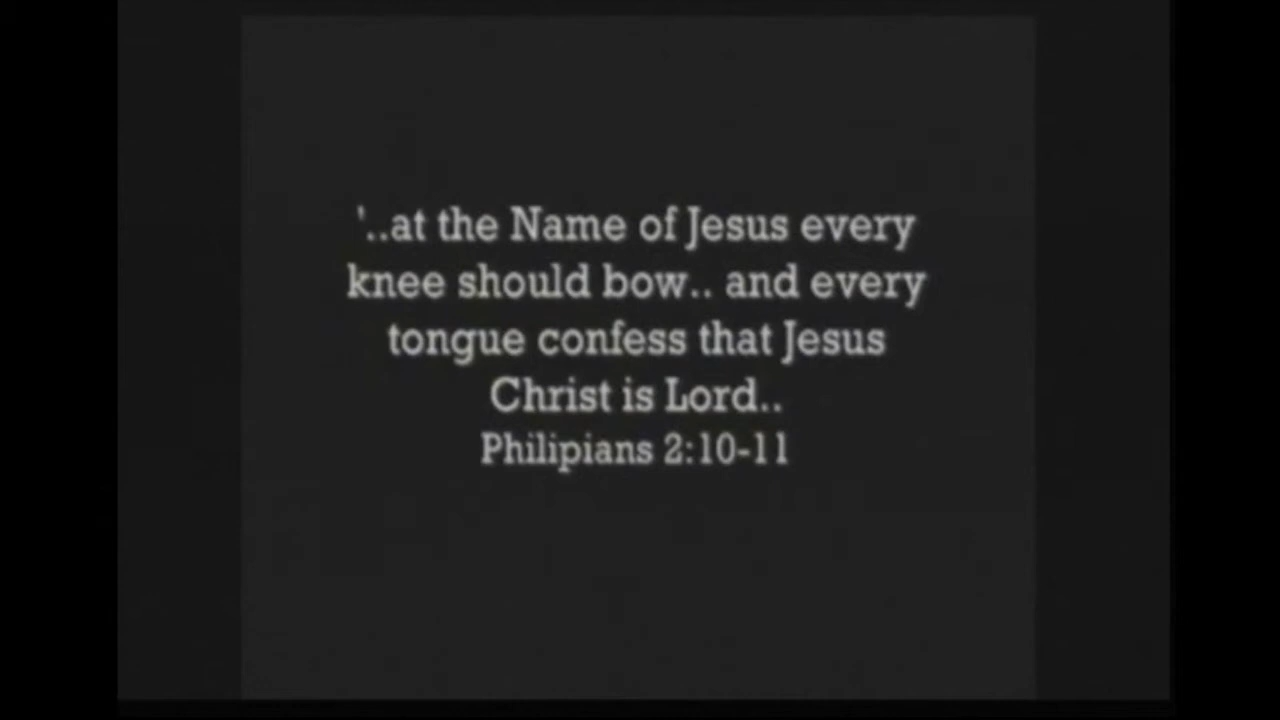 '..at the Name of Jesus every
knee should bow.. and every
tongue confess that Jesus
Christ is Lord..
Philipians 2:10-11